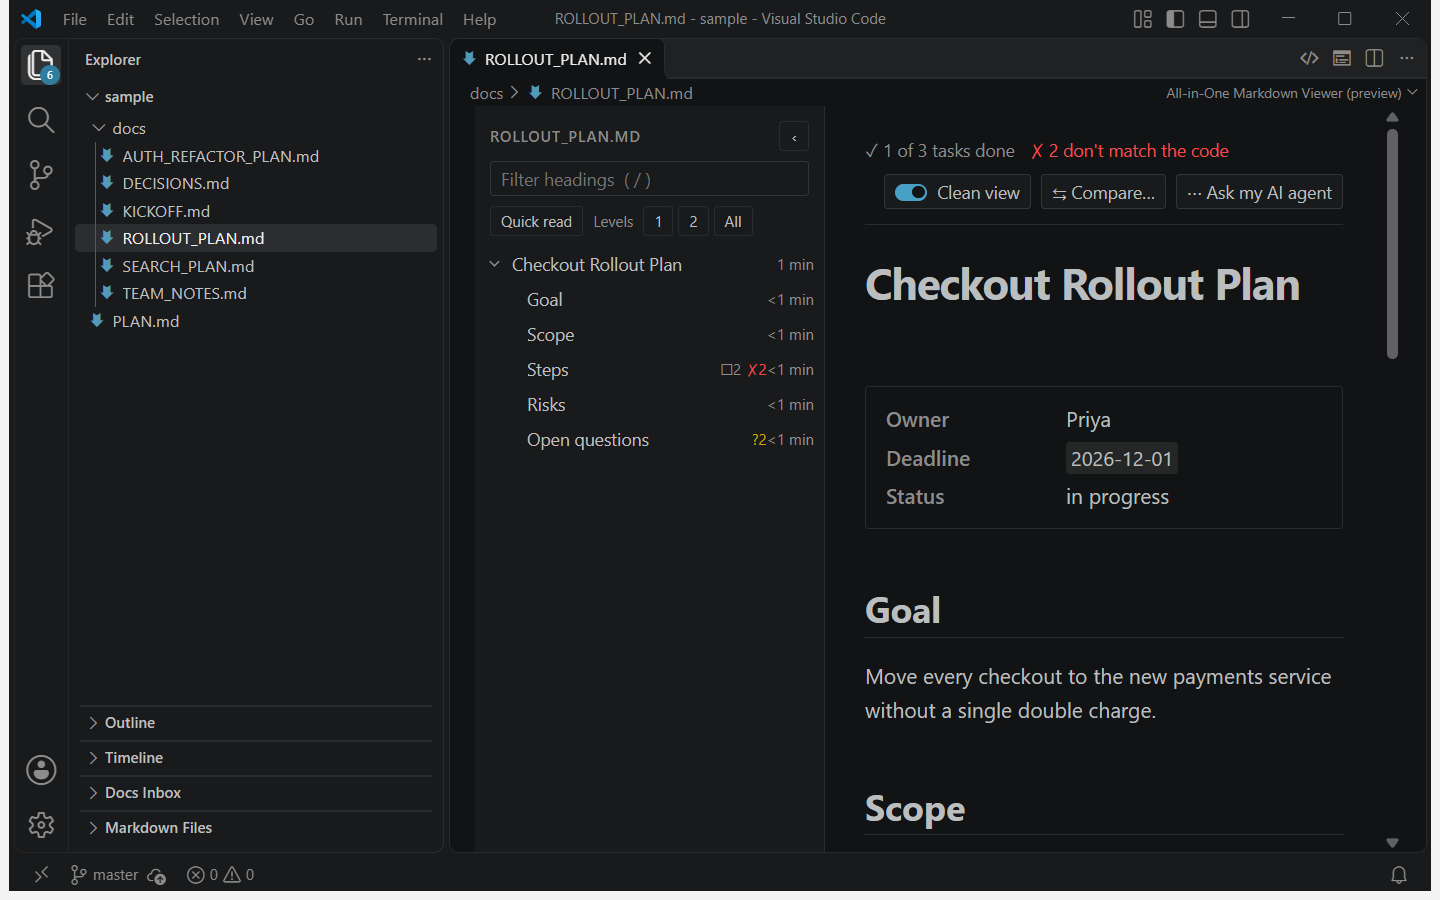 File Edit Selection View Go Run Terminal Help
ROLLOUT_PLAN.md - sample - Visual Studio Code
6
Explorer
sample
docs
AUTH_REFACTOR_PLAN.md
DECISIONS.md
KICKOFF.md
ROLLOUT_PLAN.md
SEARCH_PLAN.md
TEAM_NOTES.md
PLAN.md
Outline
Timeline
Docs Inbox
Markdown Files
ROLLOUT_PLAN.md
docs > ROLLOUT_PLAN.md
All-in-One Markdown Viewer (preview)
ROLLOUT_PLAN.MD
Filter headings ( / )
Quick read Levels 1 2 All
Checkout Rollout Plan 1 min
Goal <1 min
Scope <1 min
Steps ☐2 ✗2<1 min
Risks <1 min
Open questions ?2<1 min
✓ 1 of 3 tasks done ✗ 2 don't match the code
Clean view ⇆ Compare... ··· Ask my AI agent
Checkout Rollout Plan
Owner Priya
Deadline 2026-12-01
Status in progress
Goal
Move every checkout to the new payments service
without a single double charge.
Scope
master 0 0